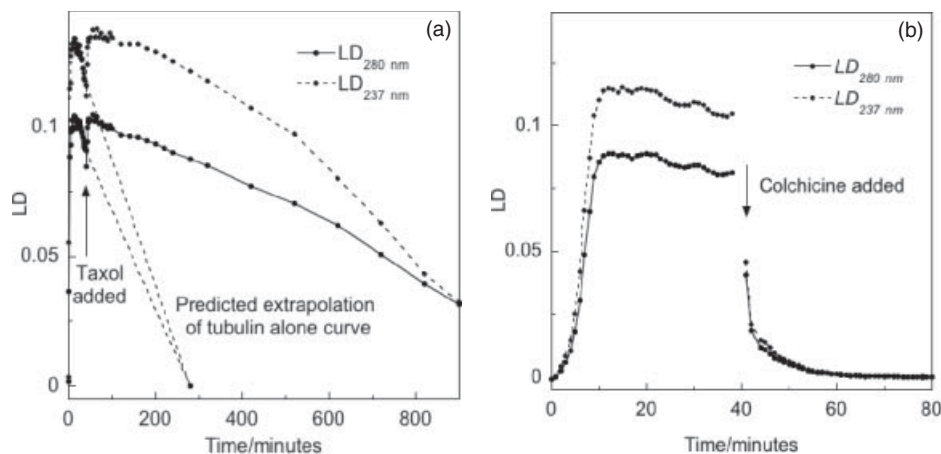 (a)
LD280 nm
LD237 nm
0.1
LD
0.05
Taxol
added
Predicted extrapolation
of tubulin alone curve
0
0 200 400 600 800
Time/minutes
(b)
LD280 nm
LD237 nm
0.1
Colchicine added
LD
0.05
0
0 20 40 60 80
Time/minutes